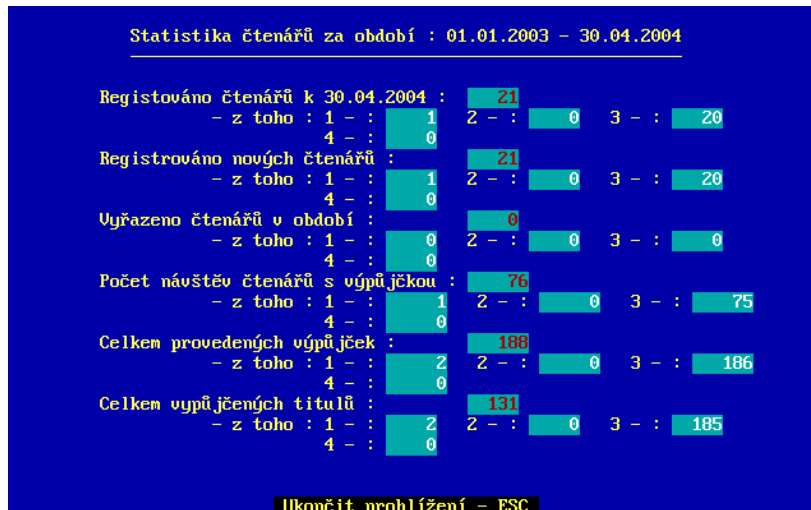 Statistika čtenářů za období : 01.01.2003 - 30.04.2004
Registováno čtenářů k 30.04.2004 : 21
- z toho : 1 - : 1 2 - : 0 3 - : 20
4 - : 0
Registrováno nových čtenářů : 21
- z toho : 1 - : 1 2 - : 0 3 - : 20
4 - : 0
Vyřazeno čtenářů v období : 0
- z toho : 1 - : 0 2 - : 0 3 - : 0
4 - : 0
Počet návštěv čtenářů s výpůjčkou : 76
- z toho : 1 - : 1 2 - : 0 3 - : 75
4 - : 0
Celkem provedených výpůjček : 188
- z toho : 1 - : 2 2 - : 0 3 - : 186
4 - : 0
Celkem vypůjčených titulů : 131
- z toho : 1 - : 2 2 - : 0 3 - : 185
4 - : 0
Ukončit prohlížení - ESC